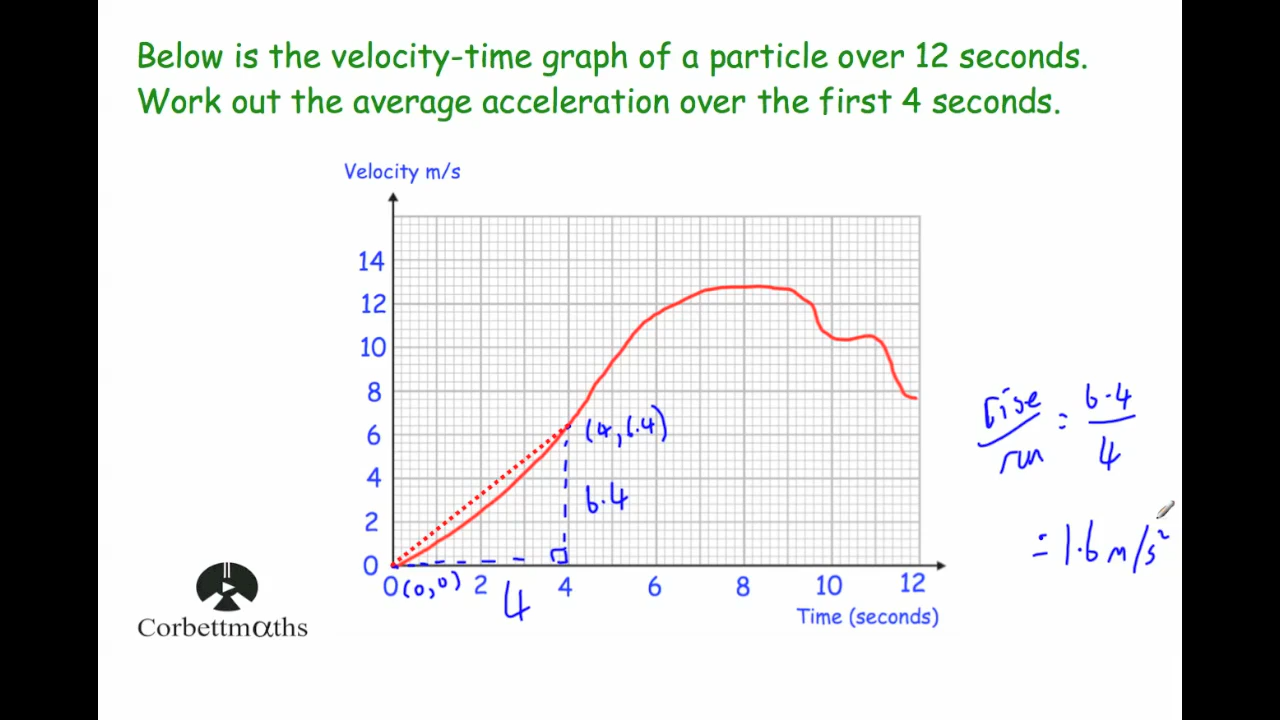 Below is the velocity-time graph of a particle over 12 seconds.
Work out the average acceleration over the first 4 seconds.
Velocity m/s
14
12
10
8
6
4
2
0
0 2 4 6 8 10 12
Time (seconds)
(0,0)
4
6.4
(4,6.4)
rise/run = 6.4/4
= 1.6 m/s²
Corbettmαths